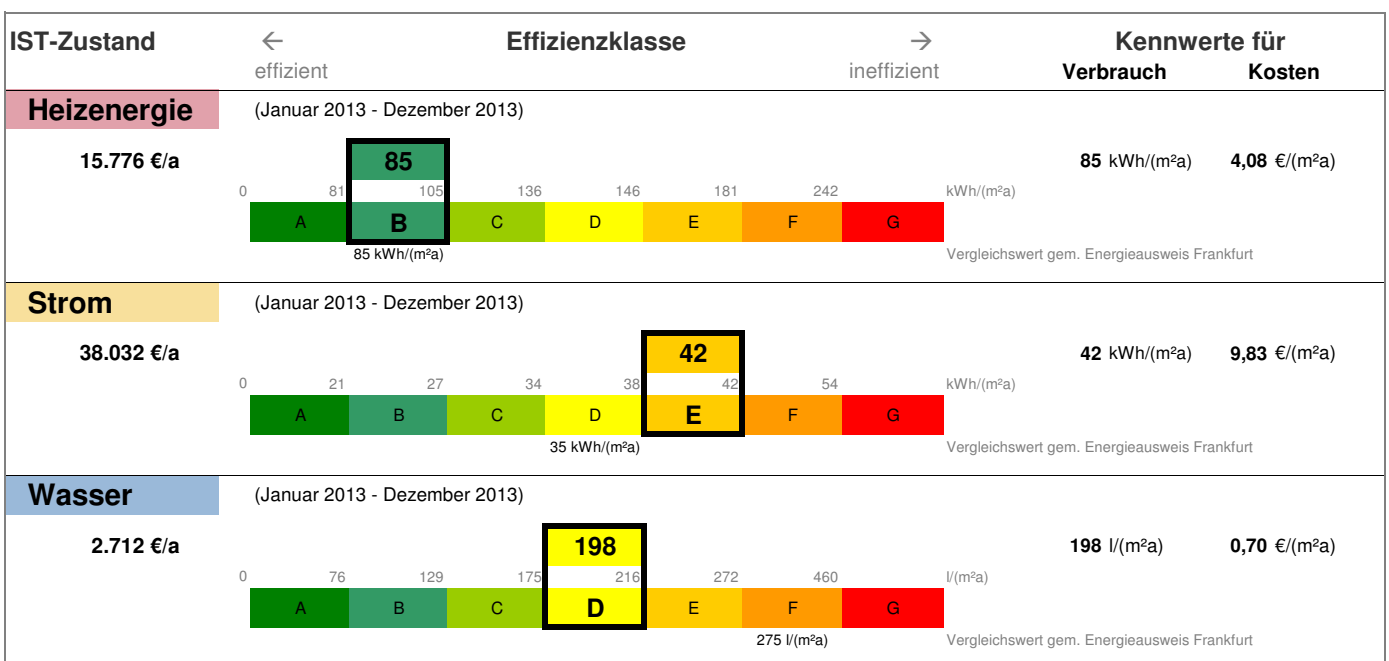 IST-Zustand ← Effizienzklasse → Kennwerte für
effizient ineffizient Verbrauch Kosten
Heizenergie (Januar 2013 - Dezember 2013)
15.776 €/a 85 85 kWh/(m²a) 4,08 €/(m²a)
0 81 105 136 146 181 242 kWh/(m²a)
A B C D E F G
85 kWh/(m²a) Vergleichswert gem. Energieausweis Frankfurt
Strom (Januar 2013 - Dezember 2013)
38.032 €/a 42 42 kWh/(m²a) 9,83 €/(m²a)
0 21 27 34 38 42 54 kWh/(m²a)
A B C D E F G
35 kWh/(m²a) Vergleichswert gem. Energieausweis Frankfurt
Wasser (Januar 2013 - Dezember 2013)
2.712 €/a 198 198 l/(m²a) 0,70 €/(m²a)
0 76 129 175 216 272 460 l/(m²a)
A B C D E F G
275 l/(m²a) Vergleichswert gem. Energieausweis Frankfurt